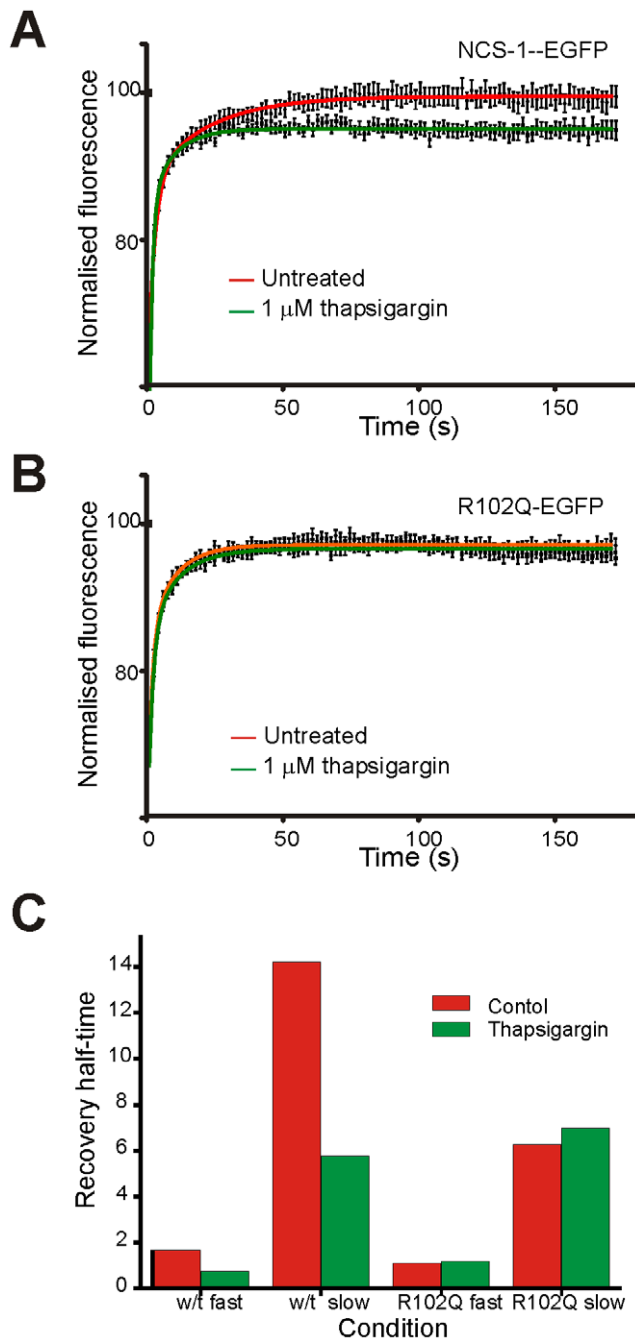 A
NCS-1--EGFP
Normalised fluorescence
100
80
Untreated
1 μM thapsigargin
0
50
100
150
Time (s)
B
R102Q-EGFP
Normalised fluorescence
100
80
Untreated
1 μM thapsigargin
0
50
100
150
Time (s)
C
Recovery half-time
14
12
10
8
6
4
2
0
Contol
Thapsigargin
w/t fast
w/t slow
R102Q fast
R102Q slow
Condition